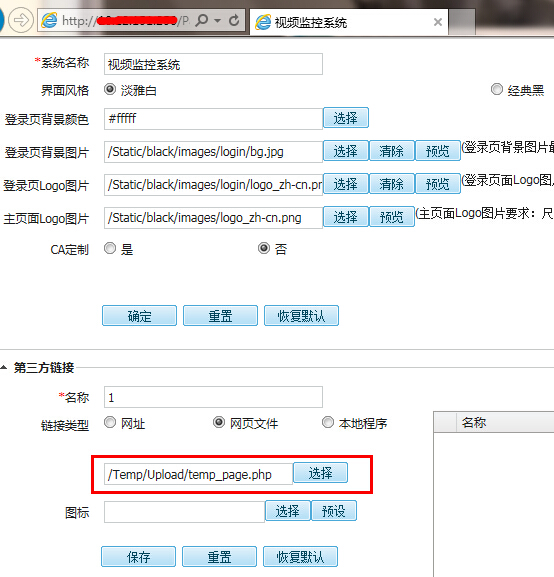 http://
/P
视频监控系统
*系统名称 视频监控系统
界面风格 淡雅白 经典黑
登录页背景颜色 #fffff 选择
登录页背景图片 /Static/black/images/login/bg.jpg 选择 清除 预览 (登录页背景图片最
登录页Logo图片 /Static/black/images/login/logo_zh-cn.pr 选择 清除 预览 (登录页面Logo图
主页面Logo图片 /Static/black/images/logo_zh-cn.png 选择 预览 (主页面Logo图片要求：尺
CA定制 是 否
确定 重置 恢复默认
第三方链接
*名称 1
链接类型 网址 网页文件 本地程序
名称
/Temp/Upload/temp_page.php 选择
图标 选择 预设
保存 重置 恢复默认